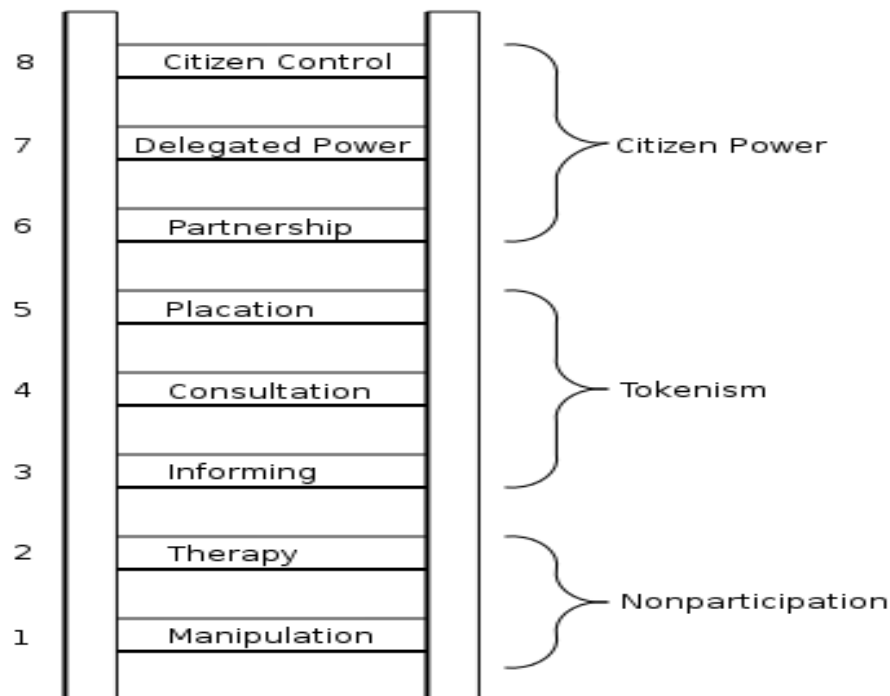 8 Citizen Control
7 Delegated Power
Citizen Power
6 Partnership
5 Placation
4 Consultation
Tokenism
3 Informing
2 Therapy
Nonparticipation
1 Manipulation